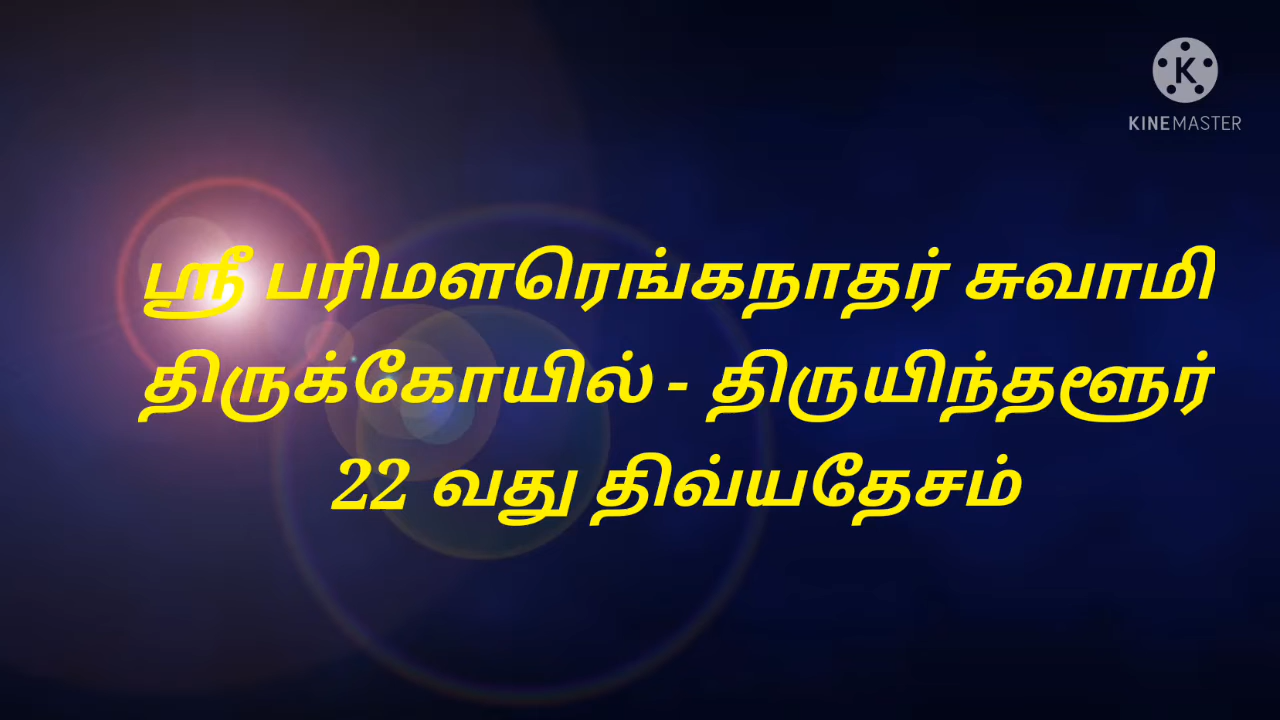 KINEMASTER
ஸ்ரீ பரிமளரெங்கநாதர் சுவாமி
திருக்கோயில் - திருயிந்தளூர்
22 வது திவ்யதேசம்